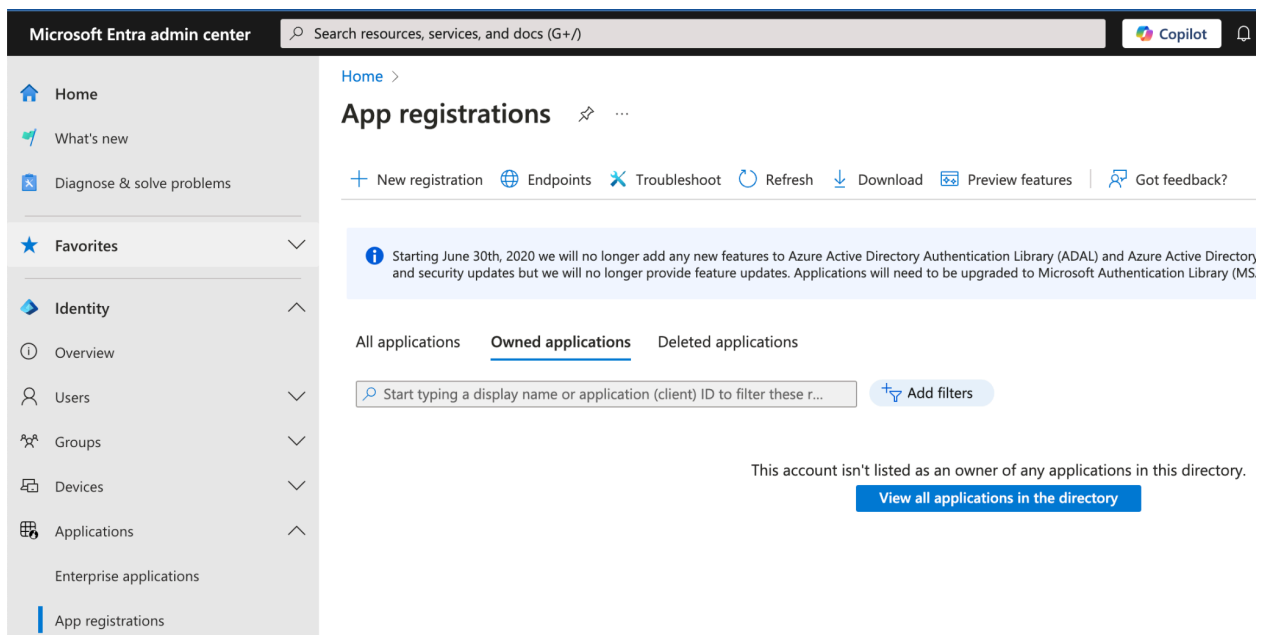 Microsoft Entra admin center
Search resources, services, and docs (G+/)
Copilot
Home
What's new
Diagnose & solve problems
Favorites
Identity
Overview
Users
Groups
Devices
Applications
Enterprise applications
App registrations
Home >
App registrations
New registration
Endpoints
Troubleshoot
Refresh
Download
Preview features
Got feedback?
Starting June 30th, 2020 we will no longer add any new features to Azure Active Directory Authentication Library (ADAL) and Azure Active Directory
and security updates but we will no longer provide feature updates. Applications will need to be upgraded to Microsoft Authentication Library (MS
All applications
Owned applications
Deleted applications
Start typing a display name or application (client) ID to filter these r...
Add filters
This account isn't listed as an owner of any applications in this directory.
View all applications in the directory